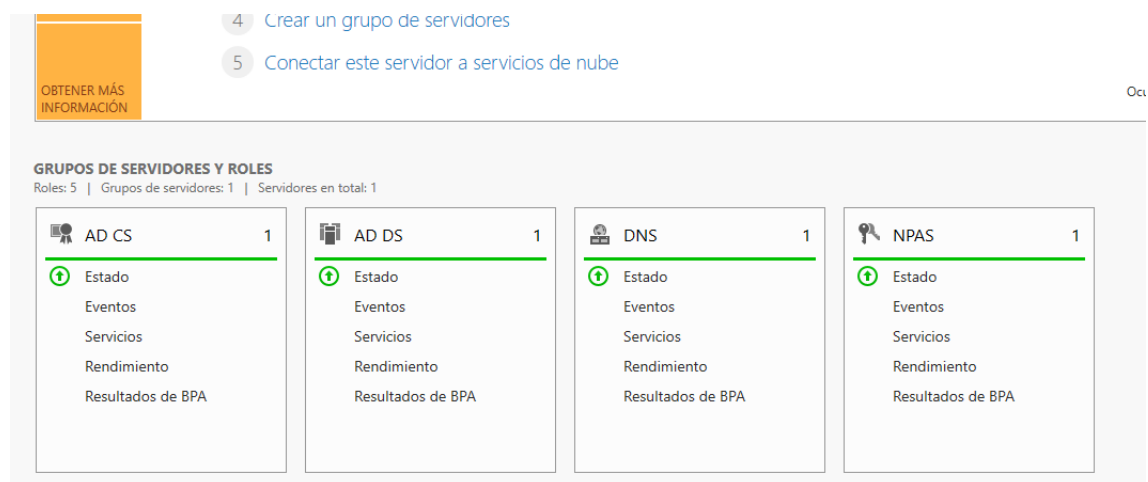 4 Crear un grupo de servidores
5 Conectar este servidor a servicios de nube
OBTENER MÁS
INFORMACIÓN
GRUPOS DE SERVIDORES Y ROLES
Roles: 5 | Grupos de servidores: 1 | Servidores en total: 1
AD CS 1
Estado
Eventos
Servicios
Rendimiento
Resultados de BPA
AD DS 1
Estado
Eventos
Servicios
Rendimiento
Resultados de BPA
DNS 1
Estado
Eventos
Servicios
Rendimiento
Resultados de BPA
NPAS 1
Estado
Eventos
Servicios
Rendimiento
Resultados de BPA